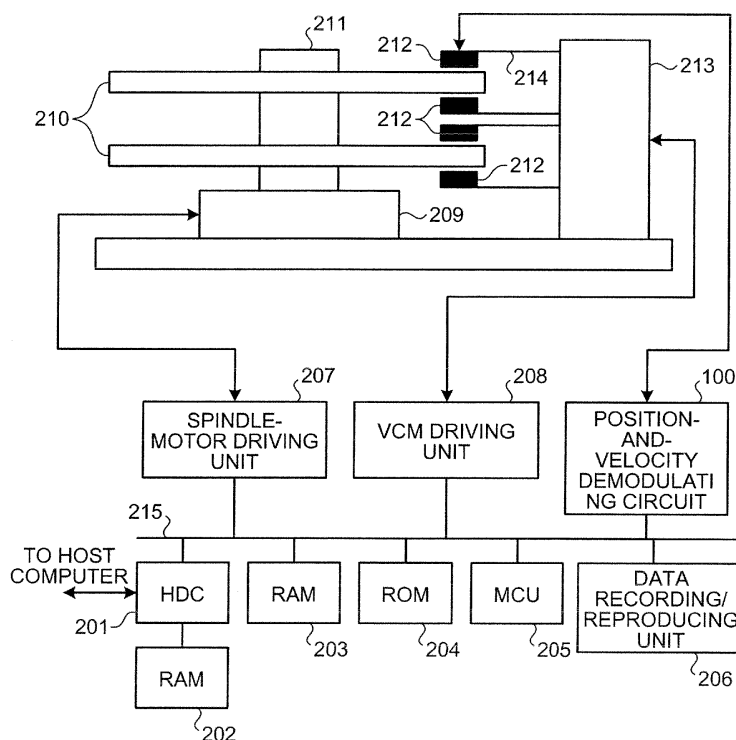 211
212
214
213
210
212
212
209
207
208
100
SPINDLE-
MOTOR DRIVING
UNIT
VCM DRIVING
UNIT
POSITION-
AND-
VELOCITY
DEMODULATI
NG CIRCUIT
215
TO HOST
COMPUTER
HDC
RAM
ROM
MCU
DATA
RECORDING/
REPRODUCING
UNIT
201
203
204
205
206
RAM
202